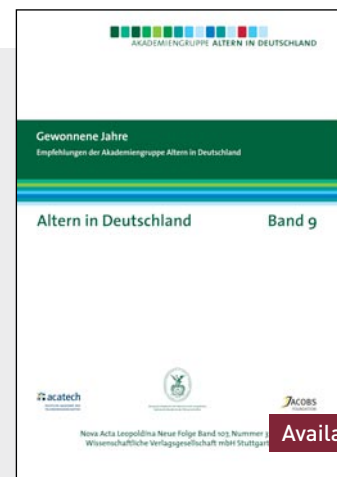 AKADEMIENGRUPPE ALTERN IN DEUTSCHLAND
Gewonnene Jahre
Empfehlungen der Akademiengruppe Altern in Deutschland
Altern in Deutschland Band 9
acatech
JACOBS
FOUNDATION
Nova Acta Leopoldina Neue Folge Band 107, Nummer
Wissenschaftliche Verlagsgesellschaft mbH Stuttgart